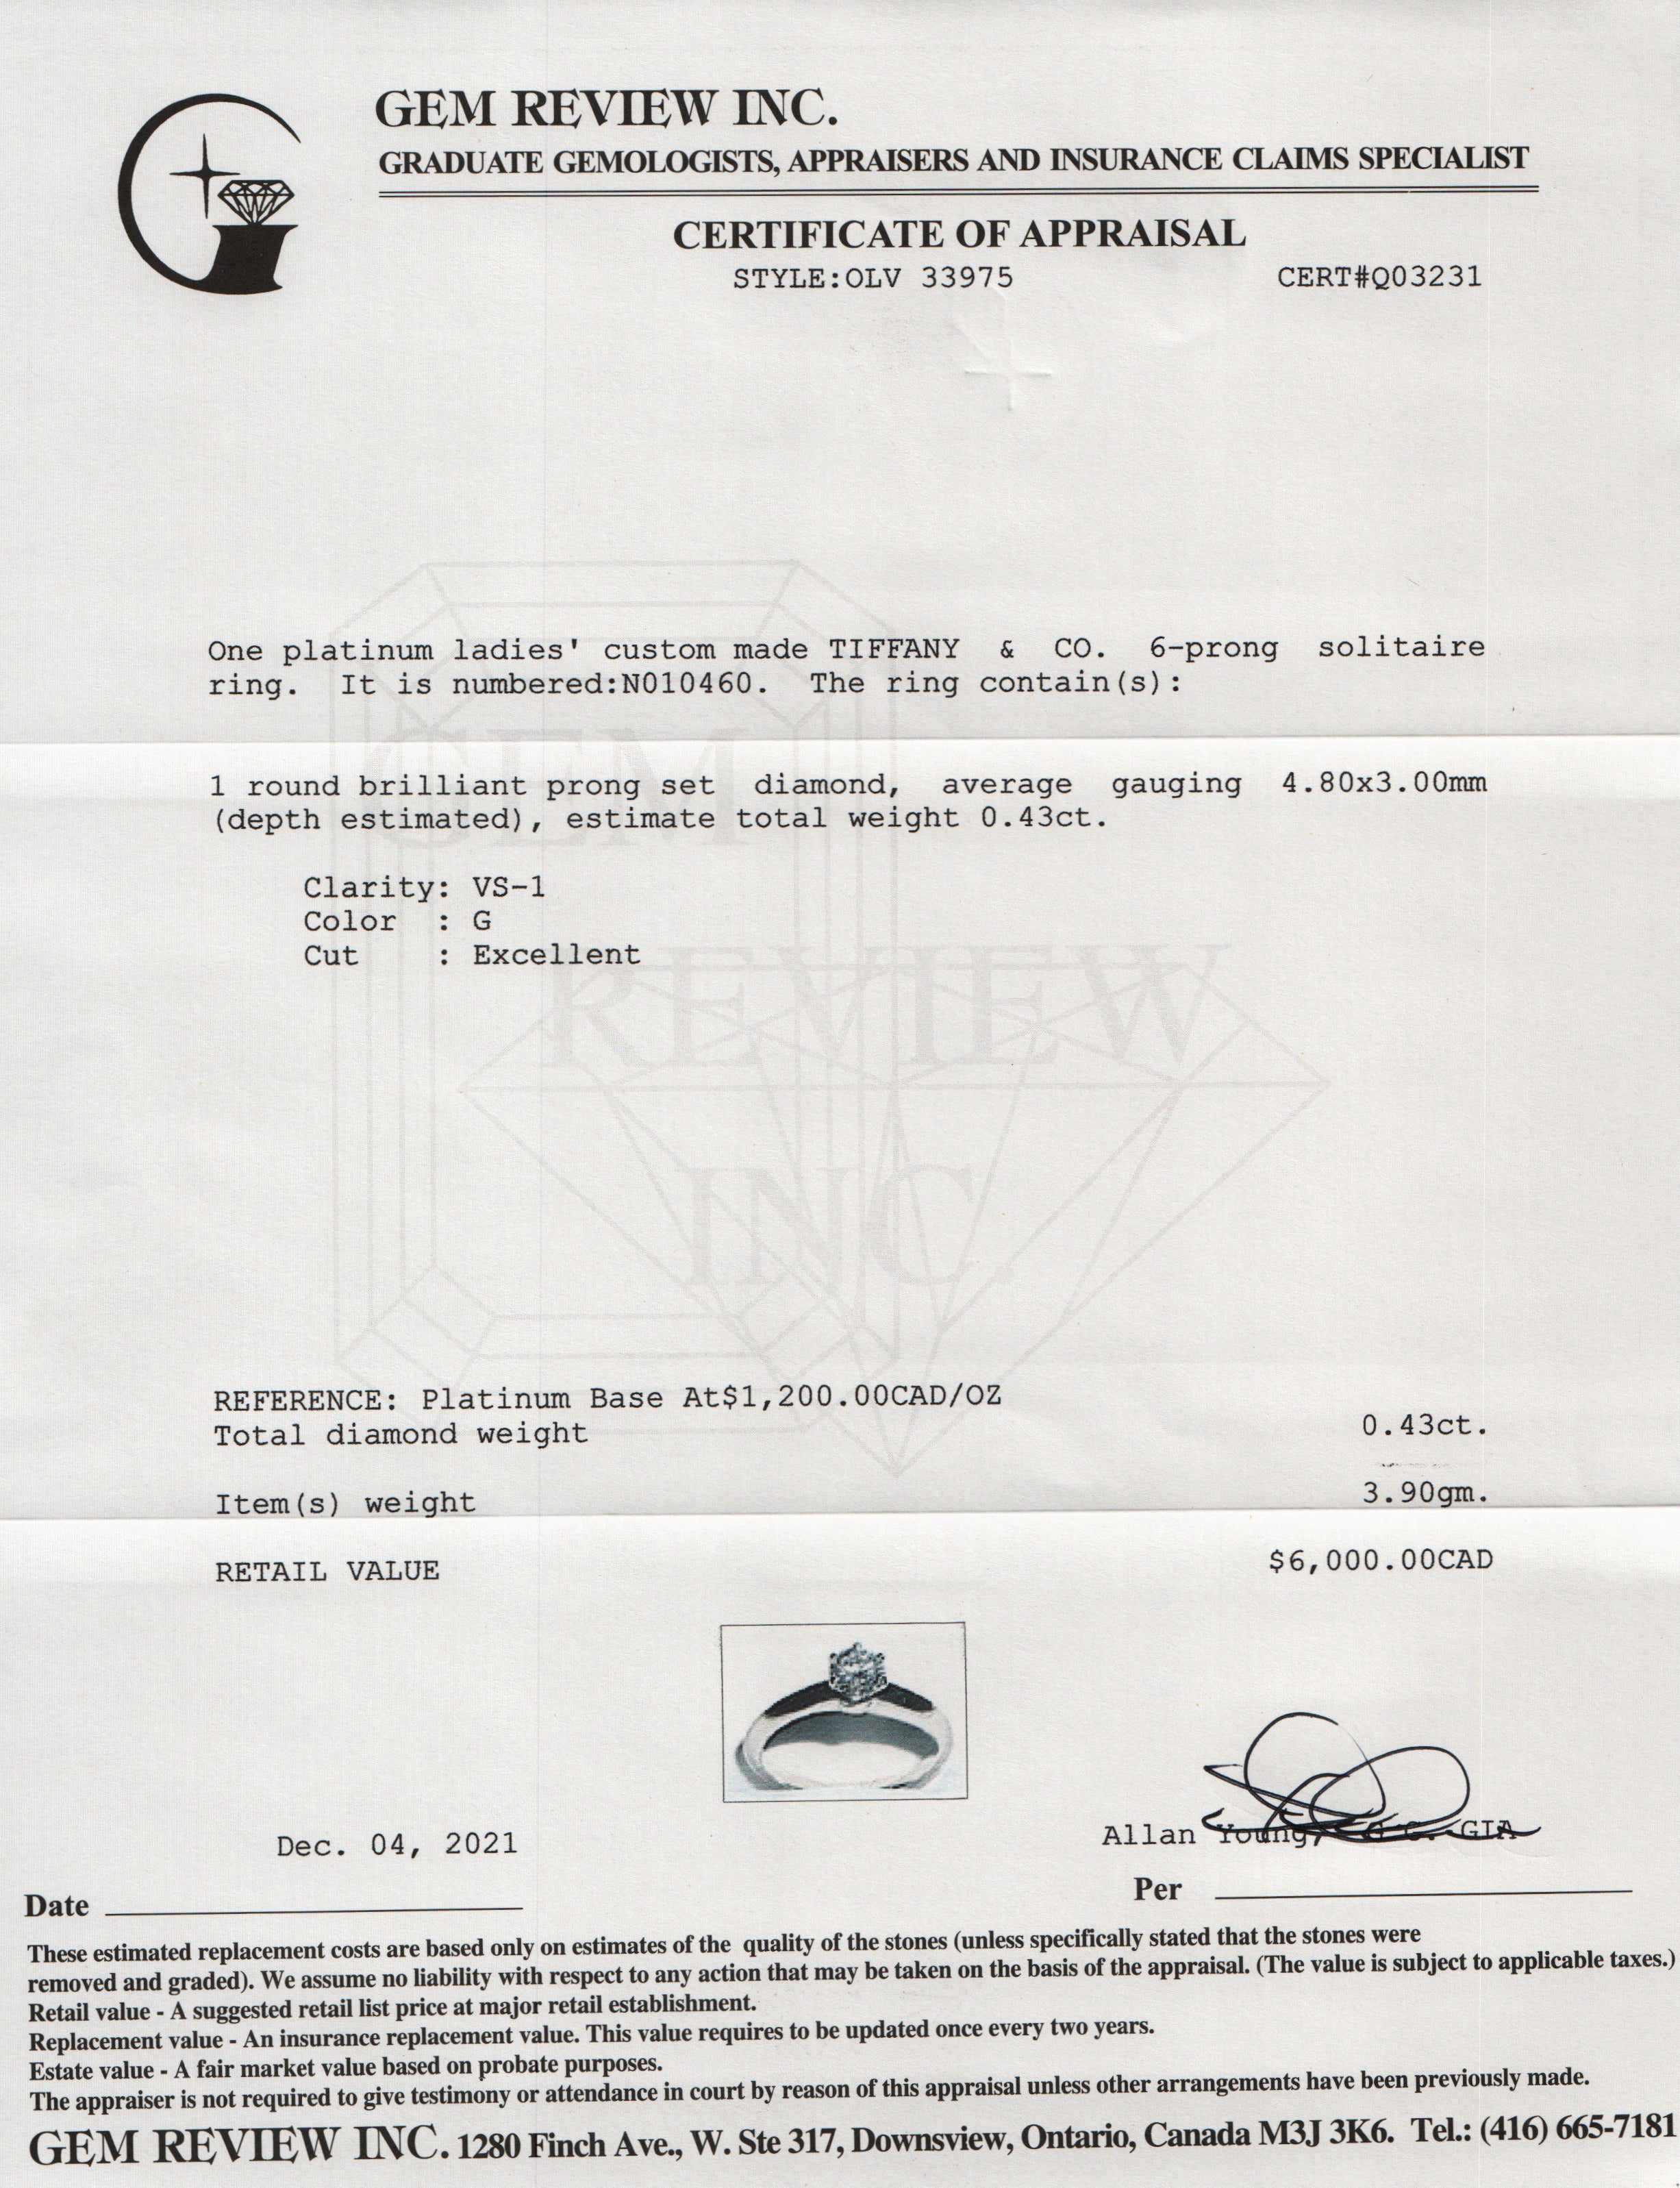 GEM REVIEW INC.
GRADUATE GEMOLOGISTS, APPRAISERS AND INSURANCE CLAIMS SPECIALIST
CERTIFICATE OF APPRAISAL
STYLE:OLV 33975 CERT#Q03231
One platinum ladies' custom made TIFFANY & CO. 6-prong solitaire
ring. It is numbered:N010460. The ring contain(s):
GEM
1 round brilliant prong set diamond, average gauging 4.80x3.00mm
(depth estimated), estimate total weight 0.43ct.
Clarity: VS-1
Color : G
Cut : Excellent
REVIEW
INC.
REFERENCE: Platinum Base At$1,200.00CAD/OZ
Total diamond weight 0.43ct.
Item(s) weight 3.90gm.
RETAIL VALUE $6,000.00CAD
Dec. 04, 2021
Allan Young, G.G. GIA
Date
Per
These estimated replacement costs are based only on estimates of the quality of the stones (unless specifically stated that the stones were
removed and graded). We assume no liability with respect to any action that may be taken on the basis of the appraisal. (The value is subject to applicable taxes.)
Retail value - A suggested retail list price at major retail establishment.
Replacement value - An insurance replacement value. This value requires to be updated once every two years.
Estate value - A fair market value based on probate purposes.
The appraiser is not required to give testimony or attendance in court by reason of this appraisal unless other arrangements have been previously made.
GEM REVIEW INC. 1280 Finch Ave., W. Ste 317, Downsview, Ontario, Canada M3J 3K6. Tel.: (416) 665-7181